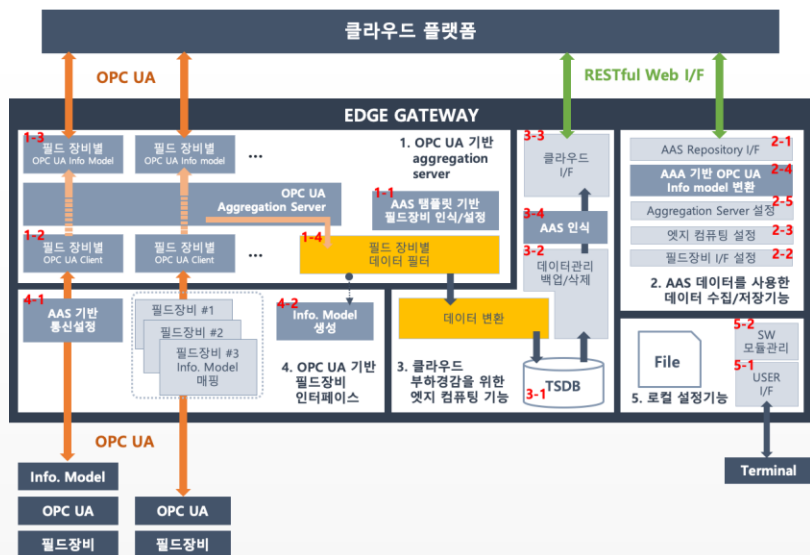 클라우드 플랫폼
OPC UA
RESTful Web I/F
EDGE GATEWAY
1-3
필드 장비별
OPC UA Info Model
필드 장비별
OPC UA Info model
...
1. OPC UA 기반
aggregation
server
OPC UA
Aggregation Server
1-1
AAS 템플릿 기반
필드장비 인식/설정
1-2
필드 장비별
OPC UA Client
필드 장비별
OPC UA Client
...
1-4
필드 장비별
데이터 필터
3-3
클라우드
I/F
3-4
AAS 인식
3-2
데이터관리
백업/삭제
2-1
AAS Repository I/F
2-4
AAA 기반 OPC UA
Info model 변환
2-5
Aggregation Server 설정
2-3
엣지 컴퓨팅 설정
2-2
필드장비 I/F 설정
2. AAS 데이터를 사용한
데이터 수집/저장기능
4-1
AAS 기반
통신설정
필드장비 #1
필드장비 #2
필드장비 #3
Info. Model
매핑
4-2
Info. Model
생성
4. OPC UA 기반
필드장비
인터페이스
데이터 변환
3. 클라우드
부하경감을 위한
엣지 컴퓨팅 기능
TSDB
3-1
File
5. 로컬 설정기능
5-2
SW
모듈관리
5-1
USER
I/F
OPC UA
Terminal
Info. Model
OPC UA
필드장비
OPC UA
필드장비